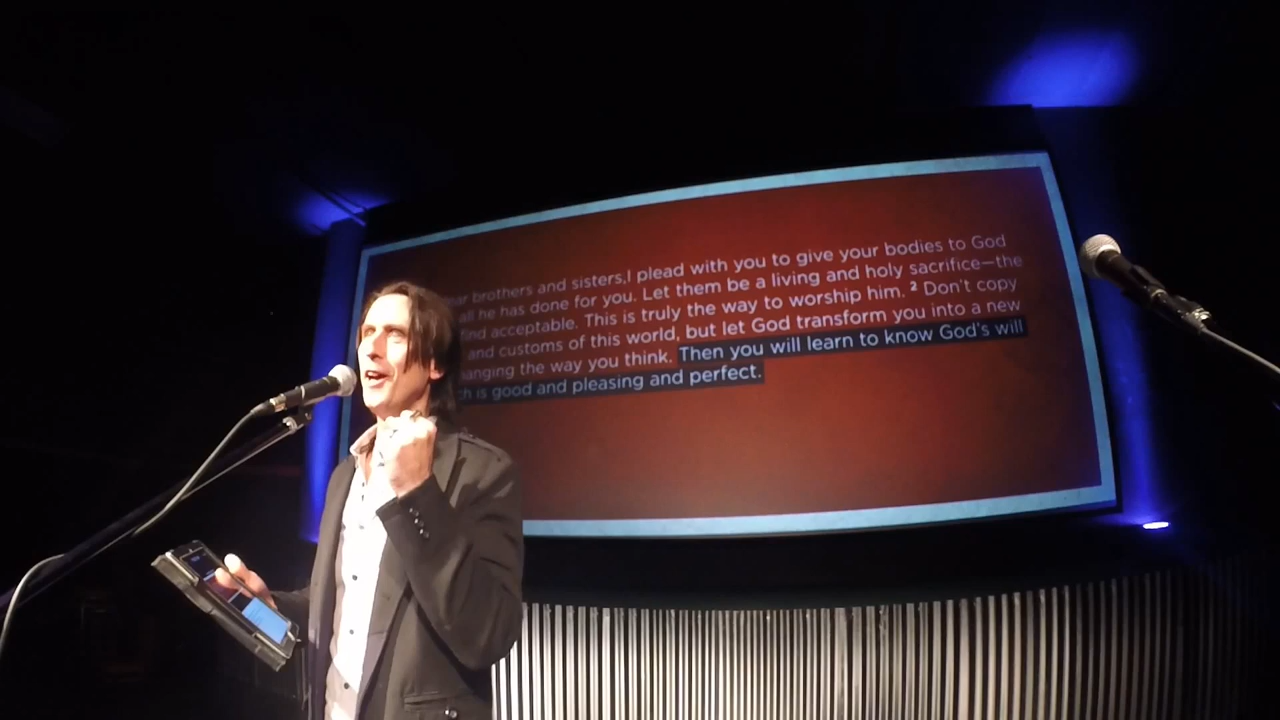 ear brothers and sisters,I plead with you to give your bodies to God
all he has done for you. Let them be a living and holy sacrifice—the
find acceptable. This is truly the way to worship him. ² Don't copy
and customs of this world, but let God transform you into a new
anging the way you think. Then you will learn to know God's will
ch is good and pleasing and perfect.